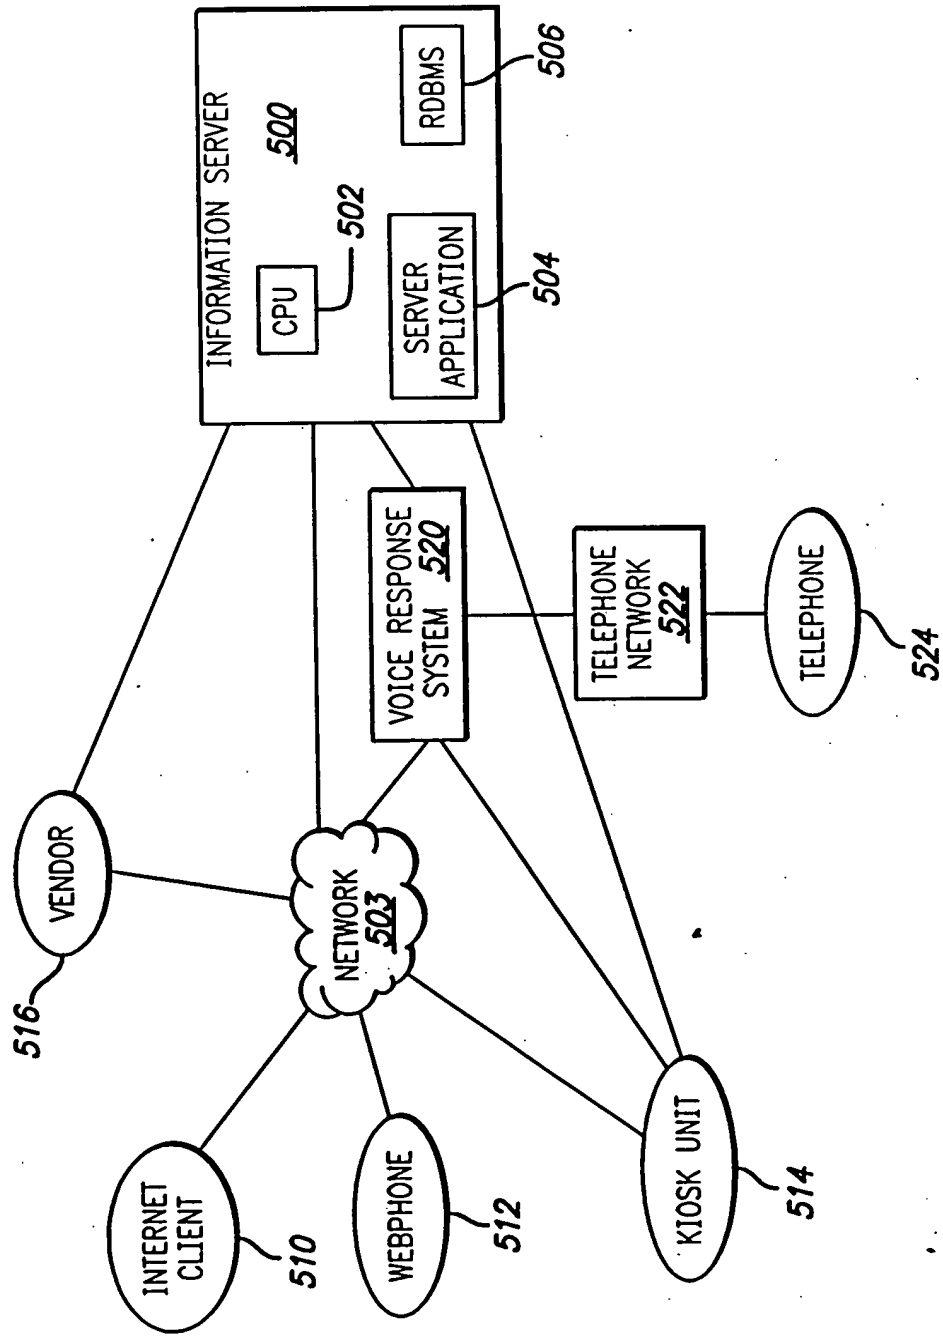 516
VENDOR
INFORMATION SERVER
500
CPU
502
SERVER
APPLICATION
504
RDBMS
506
INTERNET
CLIENT
510
NETWORK
503
VOICE RESPONSE
SYSTEM 520
WEBPHONE
512
TELEPHONE
NETWORK
522
KIOSK UNIT
514
TELEPHONE
524